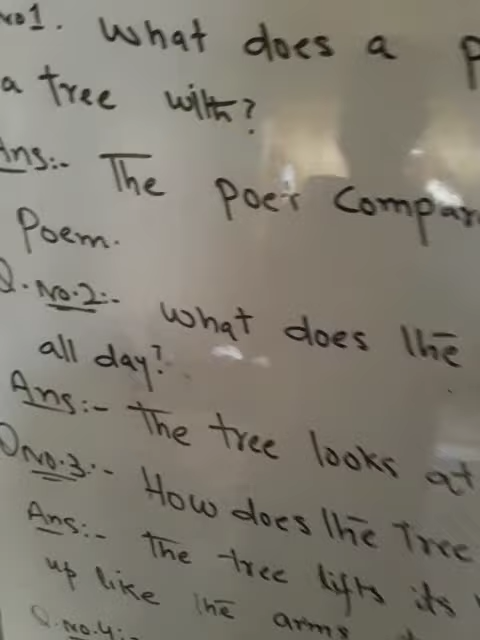 No1. What does a
a tree with?
Ans:- The Poet Compar
Poem.
Q.No.2:- What does The
all day?
Ans:- The tree looks at
QNo.3:- How does The Tree
Ans:- The tree lifts its
up like The arms
Q.No.4:-